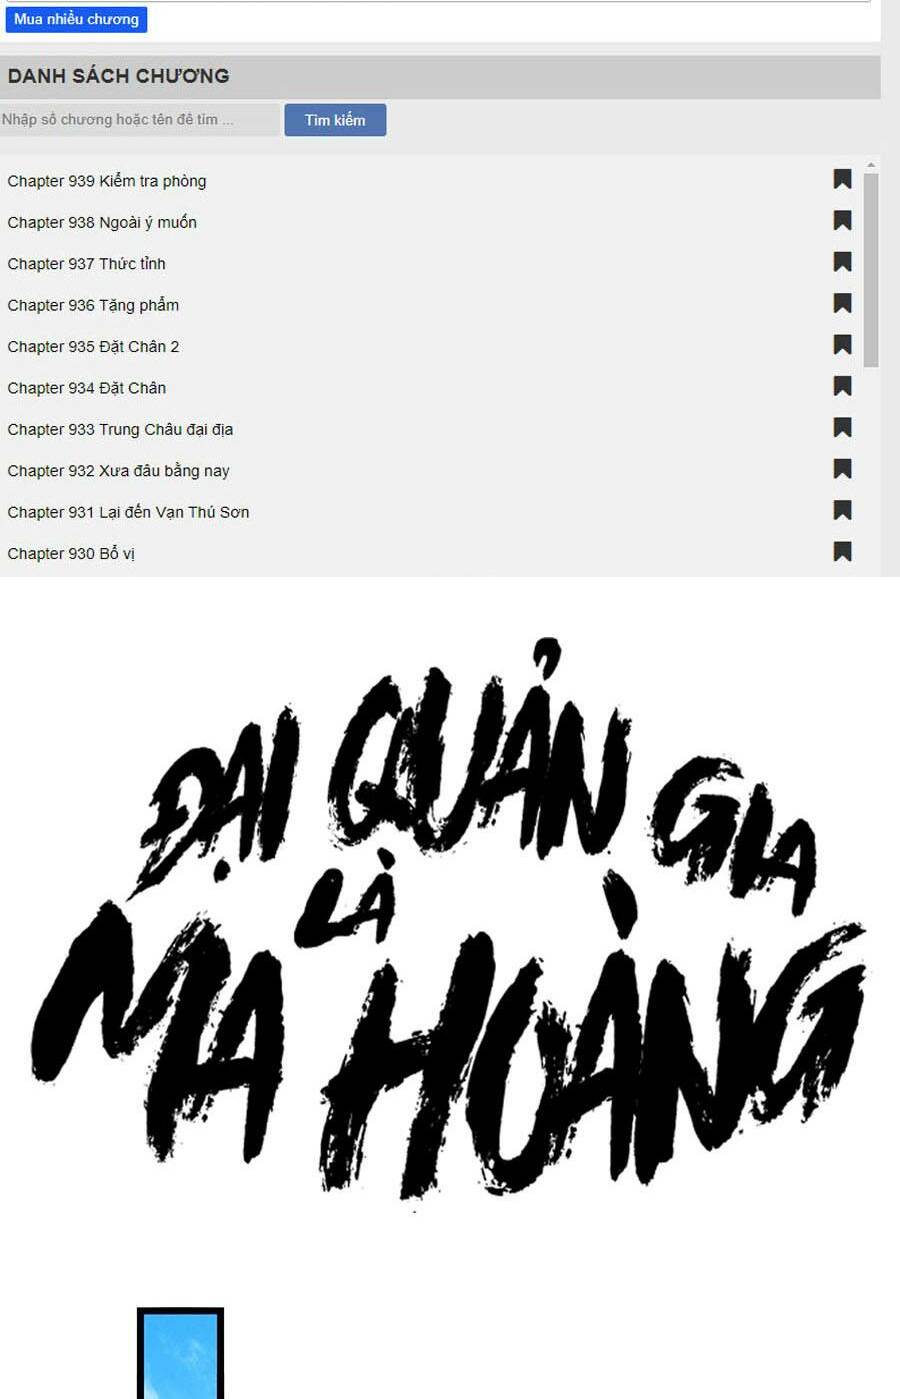 Mua nhiều chương
DANH SÁCH CHƯƠNG
Nhập số chương hoặc tên để tìm ...
Tìm kiếm
Chapter 939 Kiểm tra phòng
Chapter 938 Ngoài ý muốn
Chapter 937 Thức tỉnh
Chapter 936 Tặng phẩm
Chapter 935 Đặt Chân 2
Chapter 934 Đặt Chân
Chapter 933 Trung Châu đại địa
Chapter 932 Xưa đâu bằng nay
Chapter 931 Lại đến Vạn Thú Sơn
Chapter 930 Bổ vị
ĐẠI QUẢN GIA
LÀ
MA HOÀNG